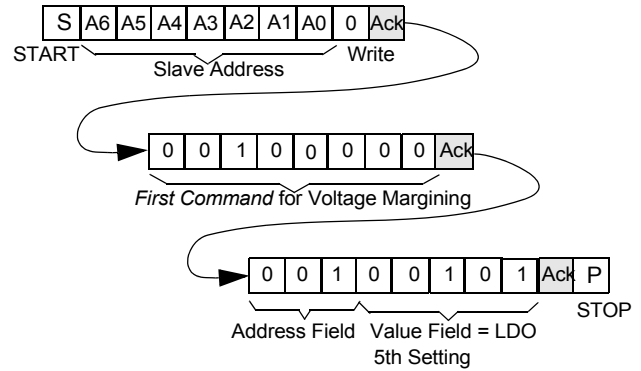 S A6 A5 A4 A3 A2 A1 A0 0 Ack
START Slave Address Write
0 0 1 0 0 0 0 0 Ack
First Command for Voltage Margining
0 0 1 0 0 1 0 1 Ack P
STOP
Address Field Value Field = LDO
5th Setting